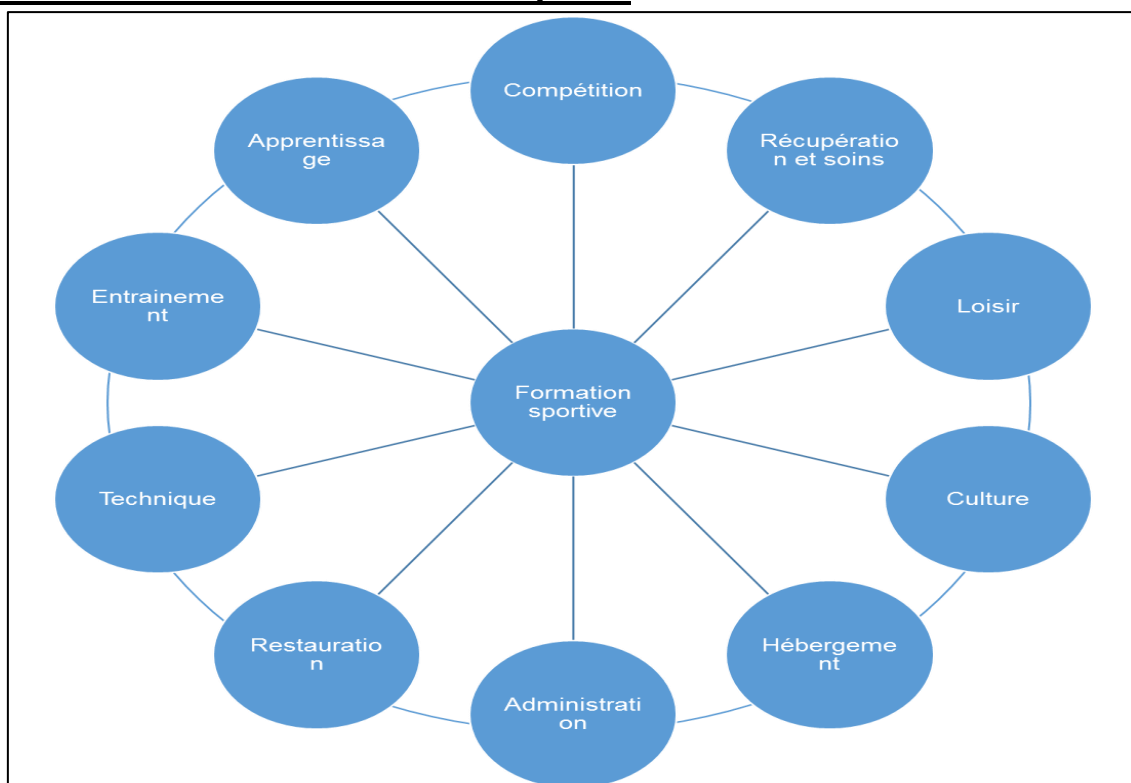 Compétition
Apprentissa
ge
Récupératio
n et soins
Entraineme
nt
Loisir
Formation
sportive
Technique
Culture
Restauratio
n
Hébergeme
nt
Administrati
on